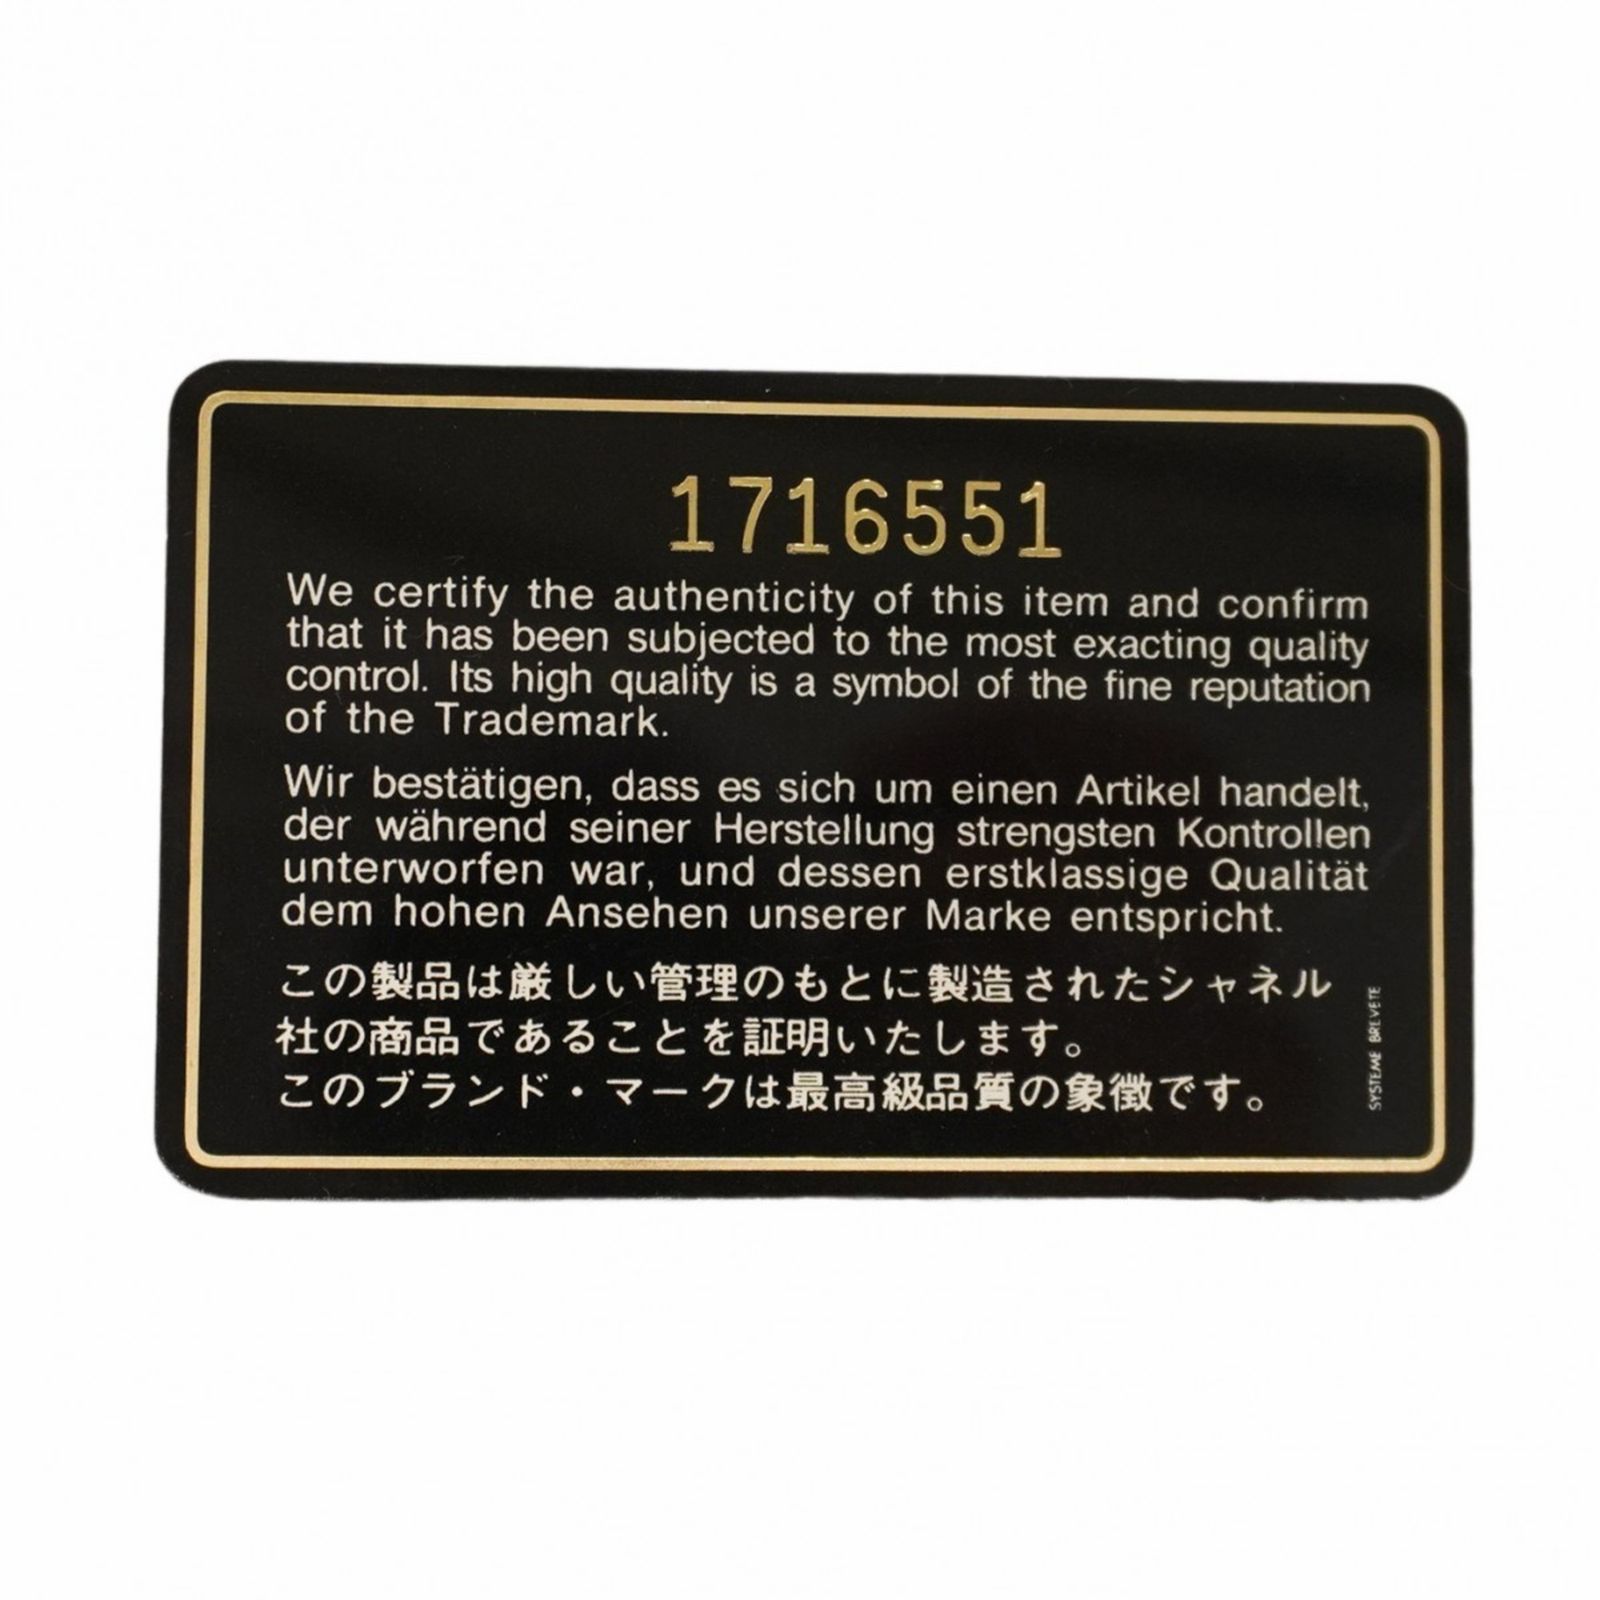 1716551
We certify the authenticity of this item and confirm
that it has been subjected to the most exacting quality
control. Its high quality is a symbol of the fine reputation
of the Trademark.
Wir bestätigen, dass es sich um einen Artikel handelt,
der während seiner Herstellung strengsten Kontrollen
unterworfen war, und dessen erstklassige Qualität
dem hohen Ansehen unserer Marke entspricht.
この製品は厳しい管理のもとに製造されたシャネル
社の商品であることを証明いたします。
このブランド・マークは最高級品質の象徴です。
SYSTEME BREVETE